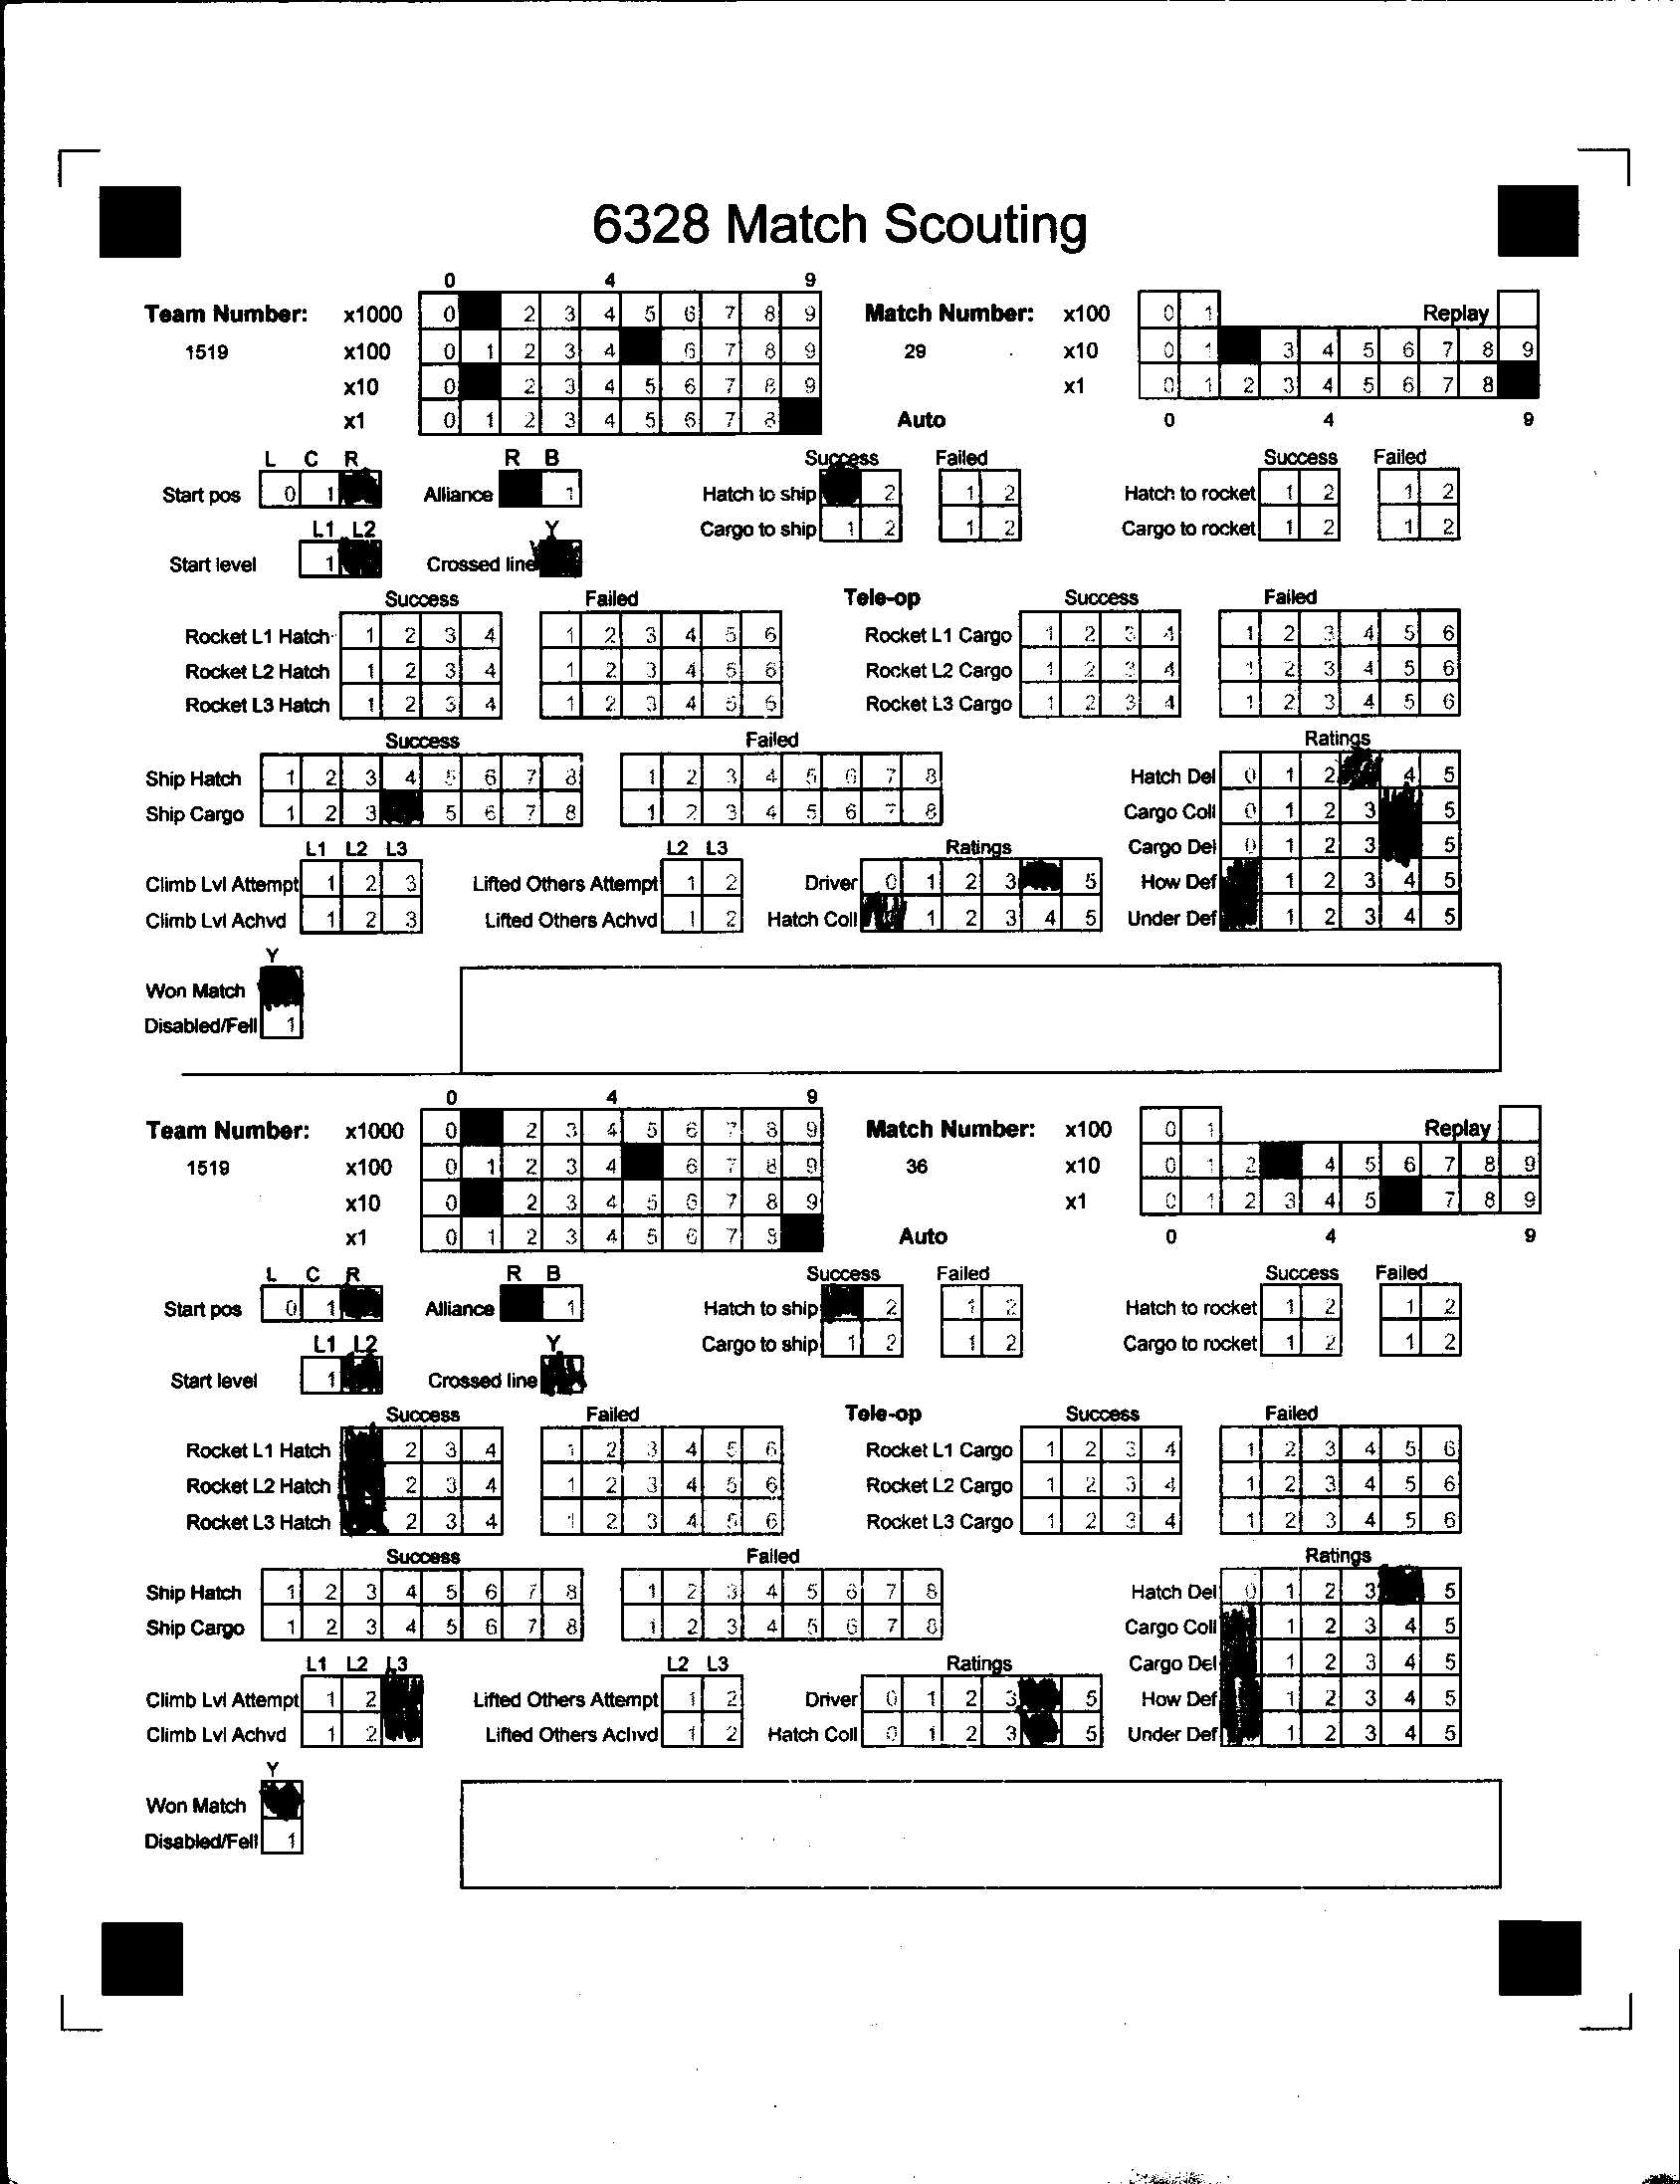 6328 Match Scouting
0 4 9
Team Number: x1000 0 2 3 4 5 6 7 8 9 Match Number: x100 0 1 Replay
1519 x100 0 1 2 3 4 6 7 8 9 29 x10 0 1 3 4 5 6 7 8 9
x10 0 2 3 4 5 6 7 8 9 x1 0 1 2 3 4 5 6 7 8
x1 0 1 2 3 4 5 6 7 8 Auto 0 4 9
L C R R B Success Failed Success Failed
Start pos 0 1 Alliance 1 Hatch to ship 2 1 2 Hatch to rocket 1 2 1 2
L1 L2 Y Cargo to ship 1 2 1 2 Cargo to rocket 1 2 1 2
Start level 1 Crossed line
Success Failed Tele-op Success Failed
Rocket L1 Hatch 1 2 3 4 1 2 3 4 5 6 Rocket L1 Cargo 1 2 3 4 1 2 3 4 5 6
Rocket L2 Hatch 1 2 3 4 1 2 3 4 5 6 Rocket L2 Cargo 1 2 3 4 1 2 3 4 5 6
Rocket L3 Hatch 1 2 3 4 1 2 3 4 5 6 Rocket L3 Cargo 1 2 3 4 1 2 3 4 5 6
Success Failed Ratings
Ship Hatch 1 2 3 4 5 6 7 8 1 2 3 4 5 6 7 8 Hatch Del 0 1 2 4 5
Ship Cargo 1 2 3 5 6 7 8 1 2 3 4 5 6 7 8 Cargo Coll 0 1 2 3 5
L1 L2 L3 L2 L3 Ratings Cargo Del 0 1 2 3 5
Climb Lvl Attempt 1 2 3 Lifted Others Attempt 1 2 Driver 0 1 2 3 5 How Def 1 2 3 4 5
Climb Lvl Achvd 1 2 3 Lifted Others Achvd 1 2 Hatch Coll 1 2 3 4 5 Under Def 1 2 3 4 5
Y
Won Match
Disabled/Fell 1
0 4 9
Team Number: x1000 0 2 3 4 5 6 7 8 9 Match Number: x100 0 1 Replay
1519 x100 0 1 2 3 4 6 7 8 9 36 x10 0 1 2 4 5 6 7 8 9
x10 0 2 3 4 5 6 7 8 9 x1 0 1 2 3 4 5 7 8 9
x1 0 1 2 3 4 5 6 7 8 Auto 0 4 9
L C R R B Success Failed Success Failed
Start pos 0 1 Alliance 1 Hatch to ship 2 1 2 Hatch to rocket 1 2 1 2
L1 L2 Y Cargo to ship 1 2 1 2 Cargo to rocket 1 2 1 2
Start level 1 Crossed line
Success Failed Tele-op Success Failed
Rocket L1 Hatch 2 3 4 1 2 3 4 5 6 Rocket L1 Cargo 1 2 3 4 1 2 3 4 5 6
Rocket L2 Hatch 2 3 4 1 2 3 4 5 6 Rocket L2 Cargo 1 2 3 4 1 2 3 4 5 6
Rocket L3 Hatch 2 3 4 1 2 3 4 5 6 Rocket L3 Cargo 1 2 3 4 1 2 3 4 5 6
Success Failed Ratings
Ship Hatch 1 2 3 4 5 6 7 8 1 2 3 4 5 6 7 8 Hatch Del 0 1 2 3 5
Ship Cargo 1 2 3 4 5 6 7 8 1 2 3 4 5 6 7 8 Cargo Coll 1 2 3 4 5
L1 L2 L3 L2 L3 Ratings Cargo Del 1 2 3 4 5
Climb Lvl Attempt 1 2 Lifted Others Attempt 1 2 Driver 0 1 2 3 5 How Def 1 2 3 4 5
Climb Lvl Achvd 1 2 Lifted Others Achvd 1 2 Hatch Coll 0 1 2 3 5 Under Def 1 2 3 4 5
Y
Won Match
Disabled/Fell 1